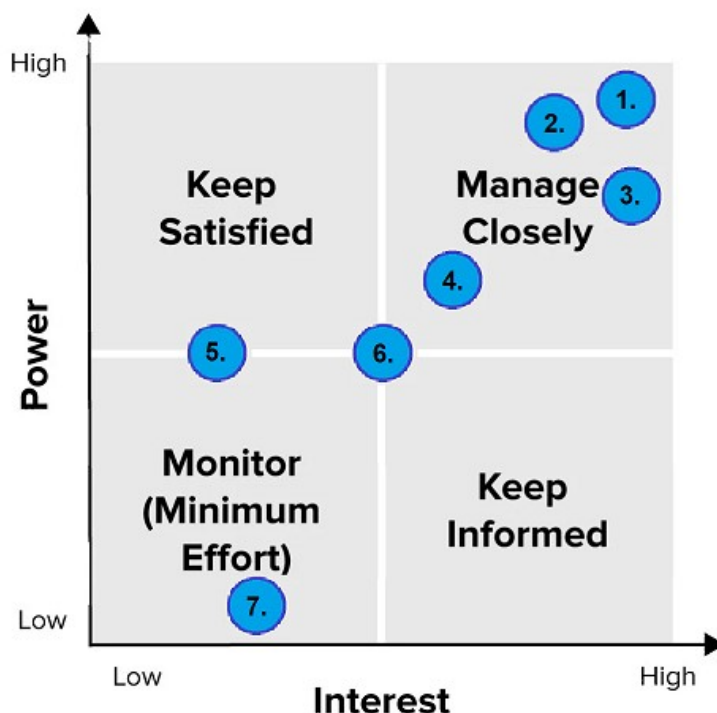 High
1.
2.
Keep
Satisfied
Manage
Closely
3.
4.
Power
5.
6.
Monitor
(Minimum
Effort)
Keep
Informed
7.
Low
Low
High
Interest